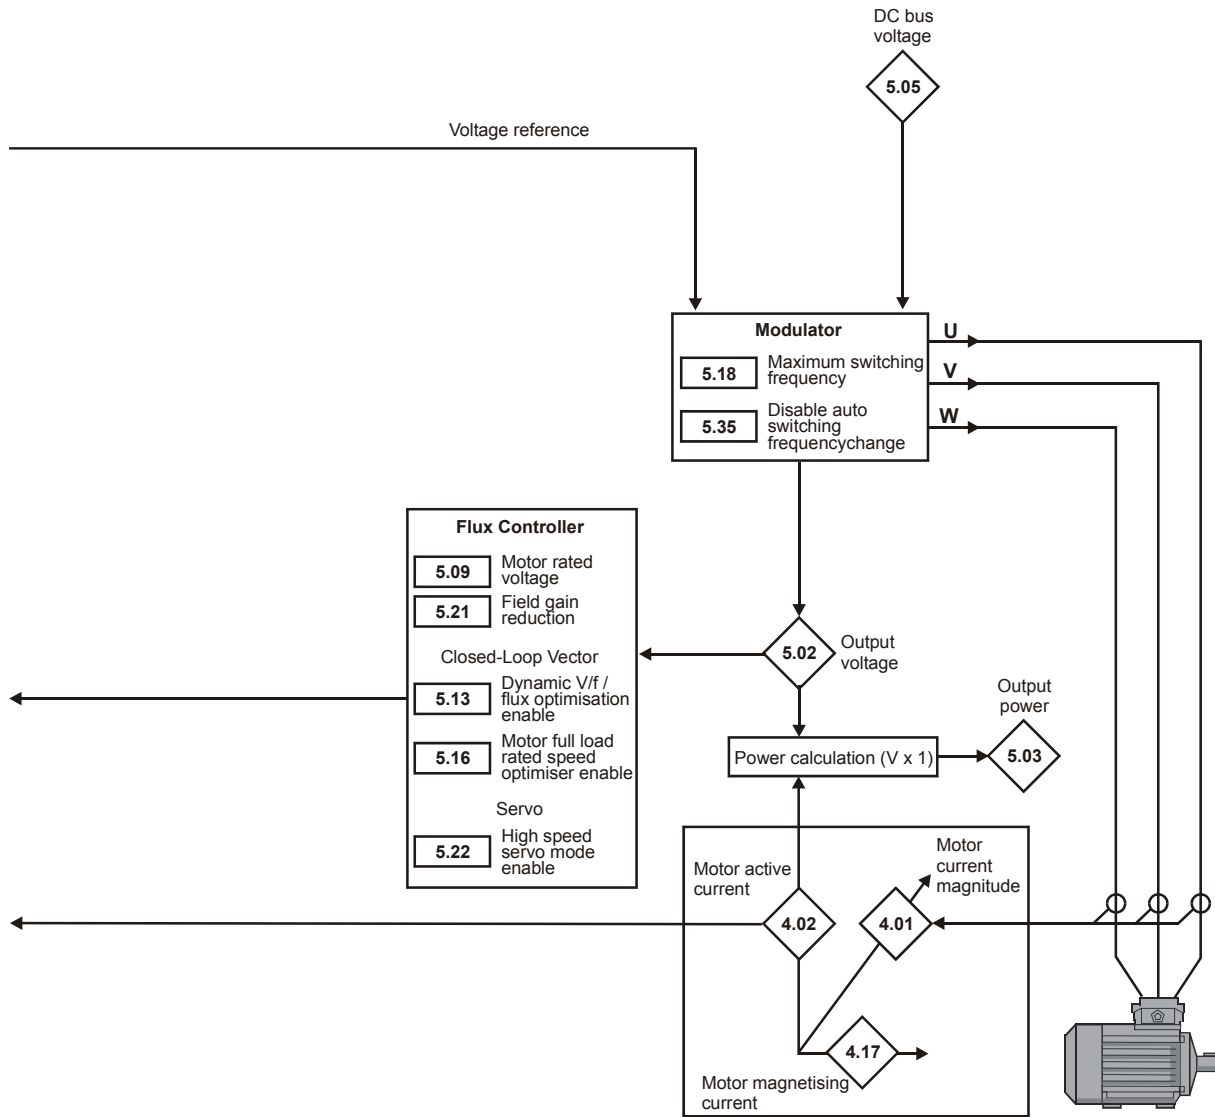 DC bus
voltage
5.05
Voltage reference
Modulator
5.18
Maximum switching
frequency
5.35
Disable auto
switching
frequencychange
U
V
W
Flux Controller
5.09
Motor rated
voltage
5.21
Field gain
reduction
Closed-Loop Vector
5.13
Dynamic V/f /
flux optimisation
enable
5.16
Motor full load
rated speed
optimiser enable
Servo
5.22
High speed
servo mode
enable
5.02
Output
voltage
Output
power
5.03
Power calculation (V x 1)
Motor active
current
4.02
Motor
current
magnitude
4.01
4.17
Motor magnetising
current